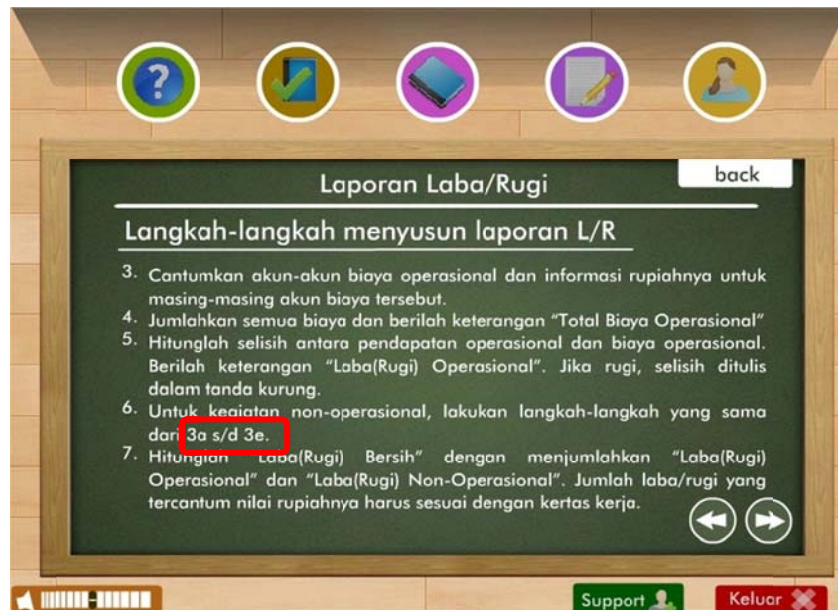 back
Laporan Laba/Rugi
Langkah-langkah menyusun laporan L/R
3. Cantumkan akun-akun biaya operasional dan informasi rupiahnya untuk
masing-masing akun biaya tersebut.
4. Jumlahkan semua biaya dan berilah keterangan "Total Biaya Operasional"
5. Hitunglah selisih antara pendapatan operasional dan biaya operasional.
Berilah keterangan "Laba(Rugi) Operasional". Jika rugi, selisih ditulis
dalam tanda kurung.
6. Untuk kegiatan non-operasional, lakukan langkah-langkah yang sama
dari 3a s/d 3e.
7. Hitunglah "Laba(Rugi) Bersih" dengan menjumlahkan "Laba(Rugi)
Operasional" dan "Laba(Rugi) Non-Operasional". Jumlah laba/rugi yang
tercantum nilai rupiahnya harus sesuai dengan kertas kerja.
Support
Keluar